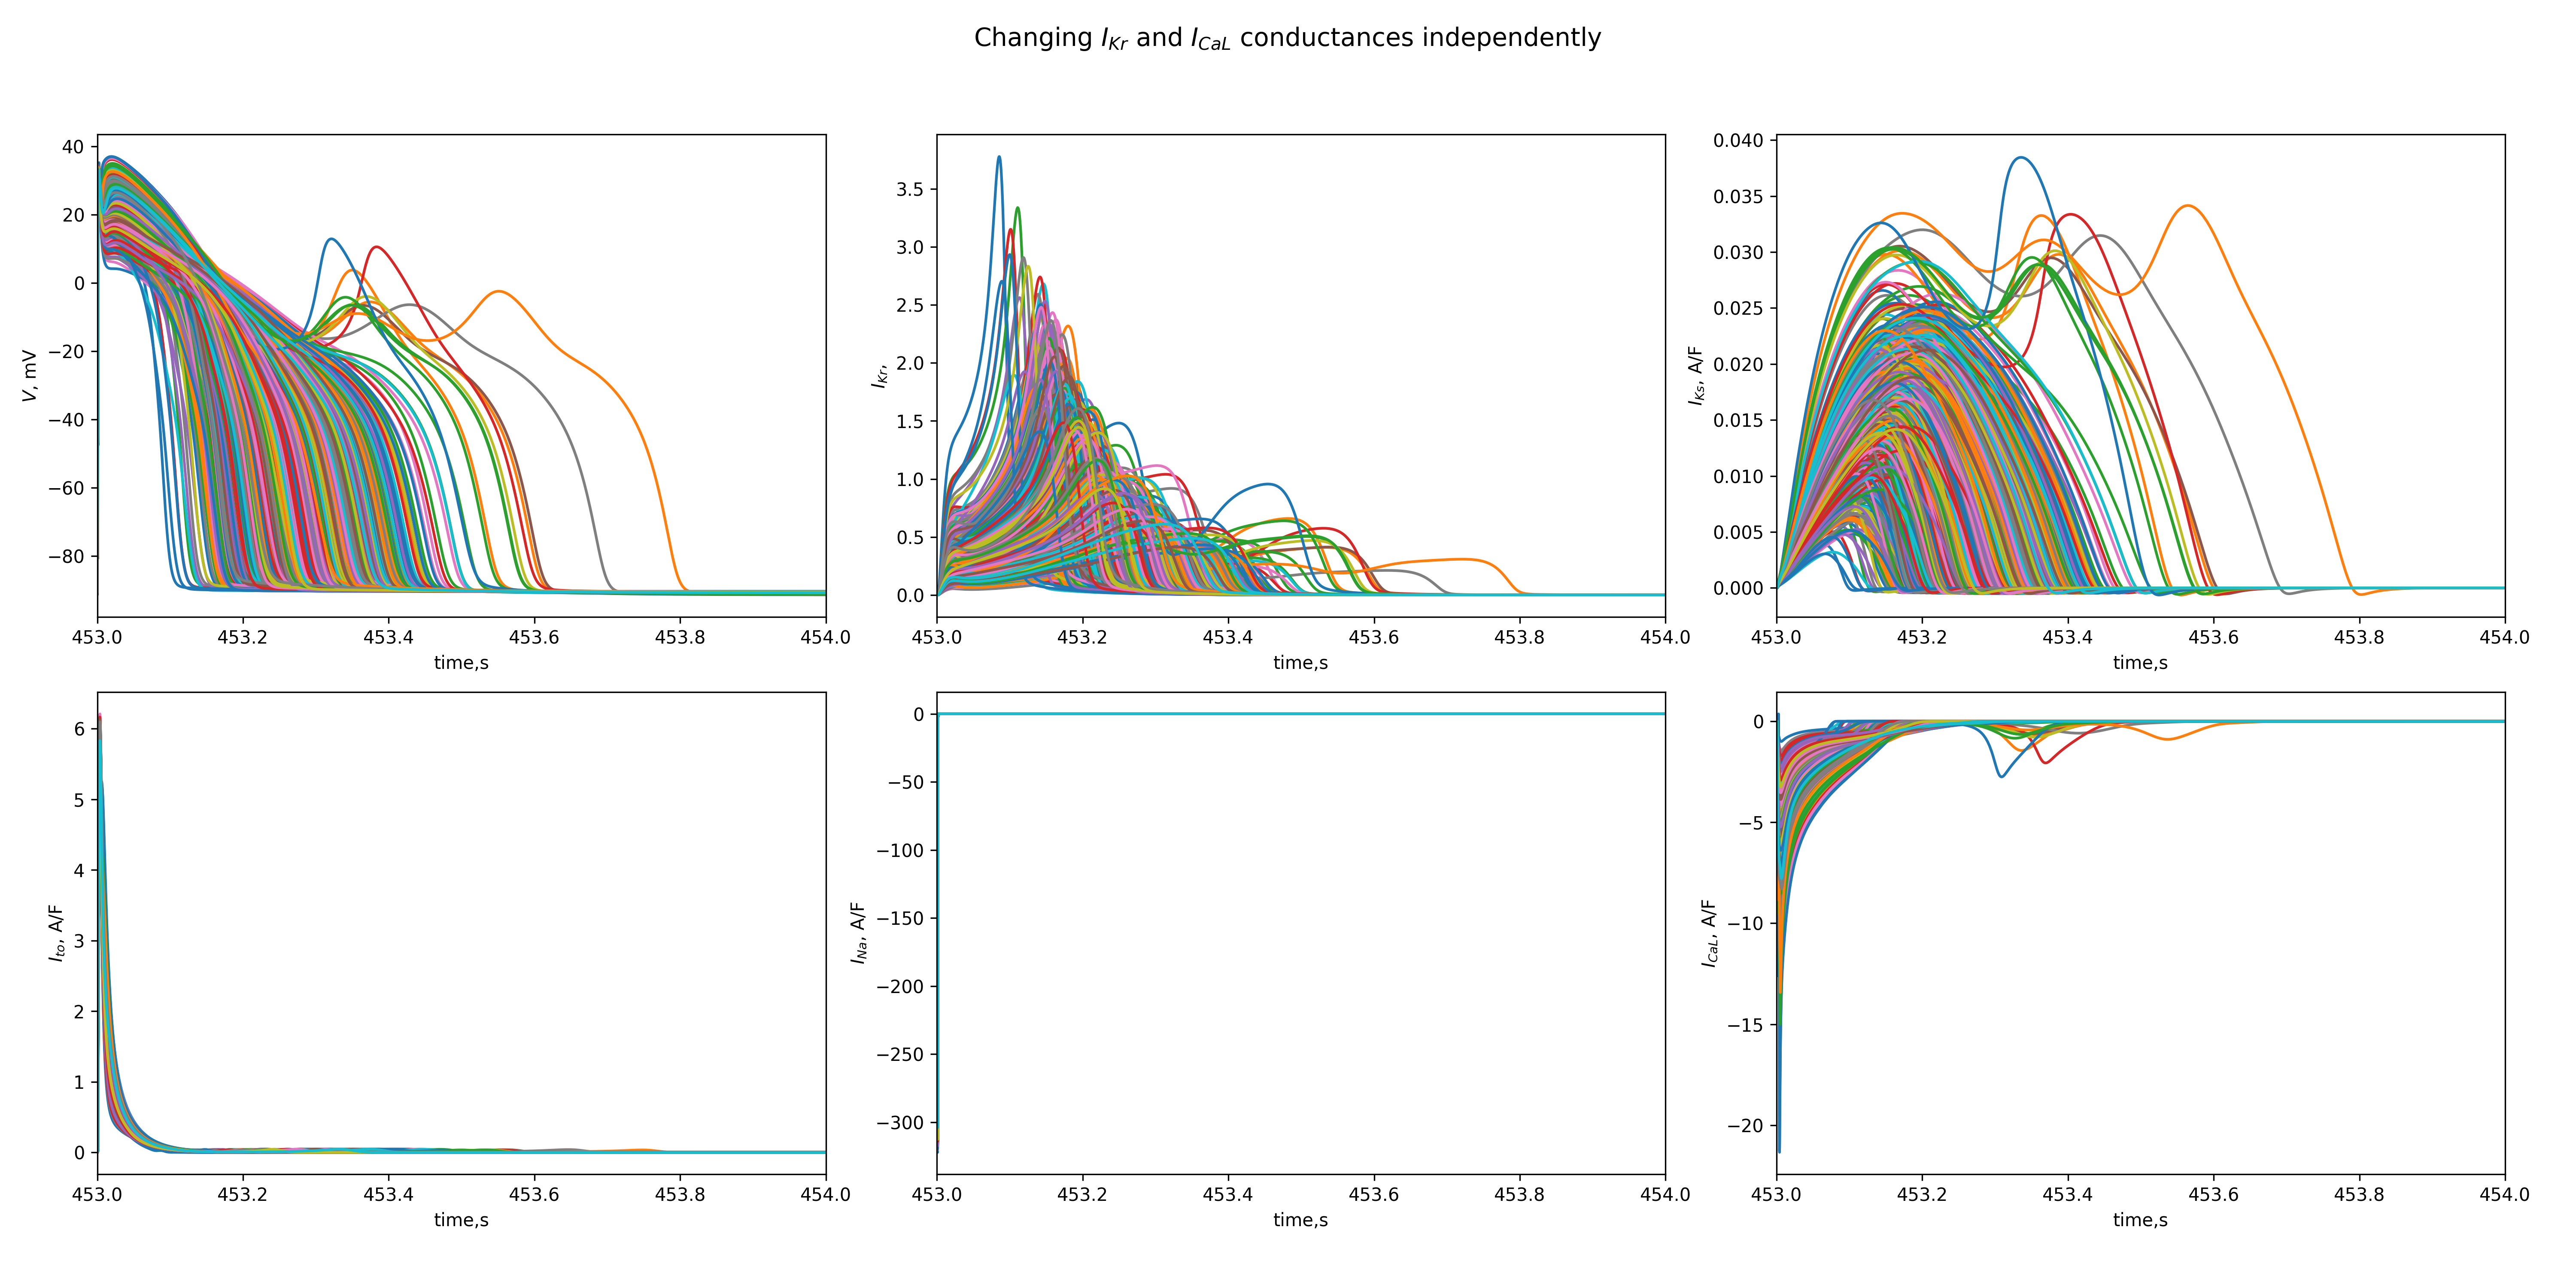 Changing I_Kr and I_CaL conductances independently
40
20
0
−20
−40
−60
−80
V, mV
453.0 453.2 453.4 453.6 453.8 454.0
time,s
3.5
3.0
2.5
2.0
1.5
1.0
0.5
0.0
I_Kr,
453.0 453.2 453.4 453.6 453.8 454.0
time,s
0.040
0.035
0.030
0.025
0.020
0.015
0.010
0.005
0.000
I_Ks, A/F
453.0 453.2 453.4 453.6 453.8 454.0
time,s
6
5
4
3
2
1
0
I_to, A/F
453.0 453.2 453.4 453.6 453.8 454.0
time,s
0
−50
−100
−150
−200
−250
−300
I_Na, A/F
453.0 453.2 453.4 453.6 453.8 454.0
time,s
0
−5
−10
−15
−20
I_CaL, A/F
453.0 453.2 453.4 453.6 453.8 454.0
time,s